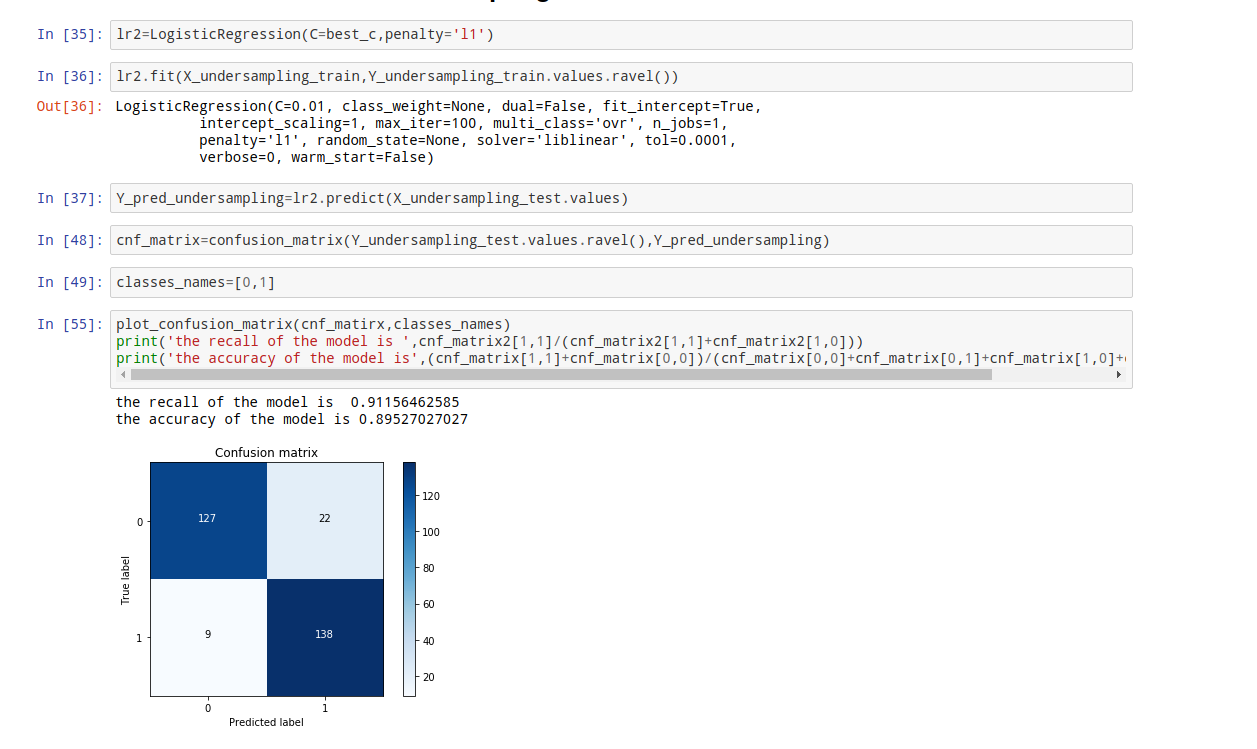 In [35]: lr2=LogisticRegression(C=best_c,penalty='l1')
In [36]: lr2.fit(X_undersampling_train,Y_undersampling_train.values.ravel())
Out[36]: LogisticRegression(C=0.01, class_weight=None, dual=False, fit_intercept=True,
intercept_scaling=1, max_iter=100, multi_class='ovr', n_jobs=1,
penalty='l1', random_state=None, solver='liblinear', tol=0.0001,
verbose=0, warm_start=False)
In [37]: Y_pred_undersampling=lr2.predict(X_undersampling_test.values)
In [48]: cnf_matrix=confusion_matrix(Y_undersampling_test.values.ravel(),Y_pred_undersampling)
In [49]: classes_names=[0,1]
In [55]: plot_confusion_matrix(cnf_matirx,classes_names)
print('the recall of the model is ',cnf_matrix2[1,1]/(cnf_matrix2[1,1]+cnf_matrix2[1,0]))
print('the accuracy of the model is',(cnf_matrix[1,1]+cnf_matrix[0,0])/(cnf_matrix[0,0]+cnf_matrix[0,1]+cnf_matrix[1,0]+
the recall of the model is  0.91156462585
the accuracy of the model is 0.89527027027
Confusion matrix
127
22
9
138
0
1
True label
0
1
Predicted label
120
100
80
60
40
20